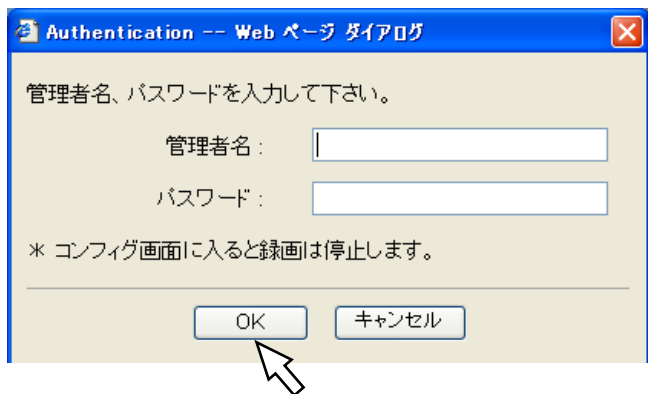 Authentication -- Web ページ ダイアログ
管理者名、パスワードを入力して下さい。
管理者名：
パスワード：
＊ コンフィグ画面に入ると録画は停止します。
OK キャンセル